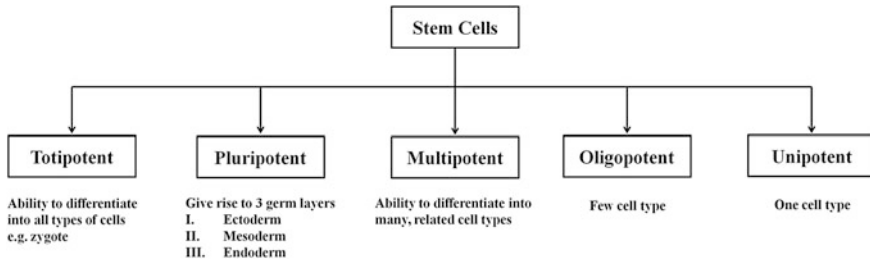 Stem Cells
Totipotent
Pluripotent
Multipotent
Oligopotent
Unipotent
Ability to differentiate
into all types of cells
e.g. zygote
Give rise to 3 germ layers
I. Ectoderm
II. Mesoderm
III. Endoderm
Ability to differentiate into
many, related cell types
Few cell type
One cell type